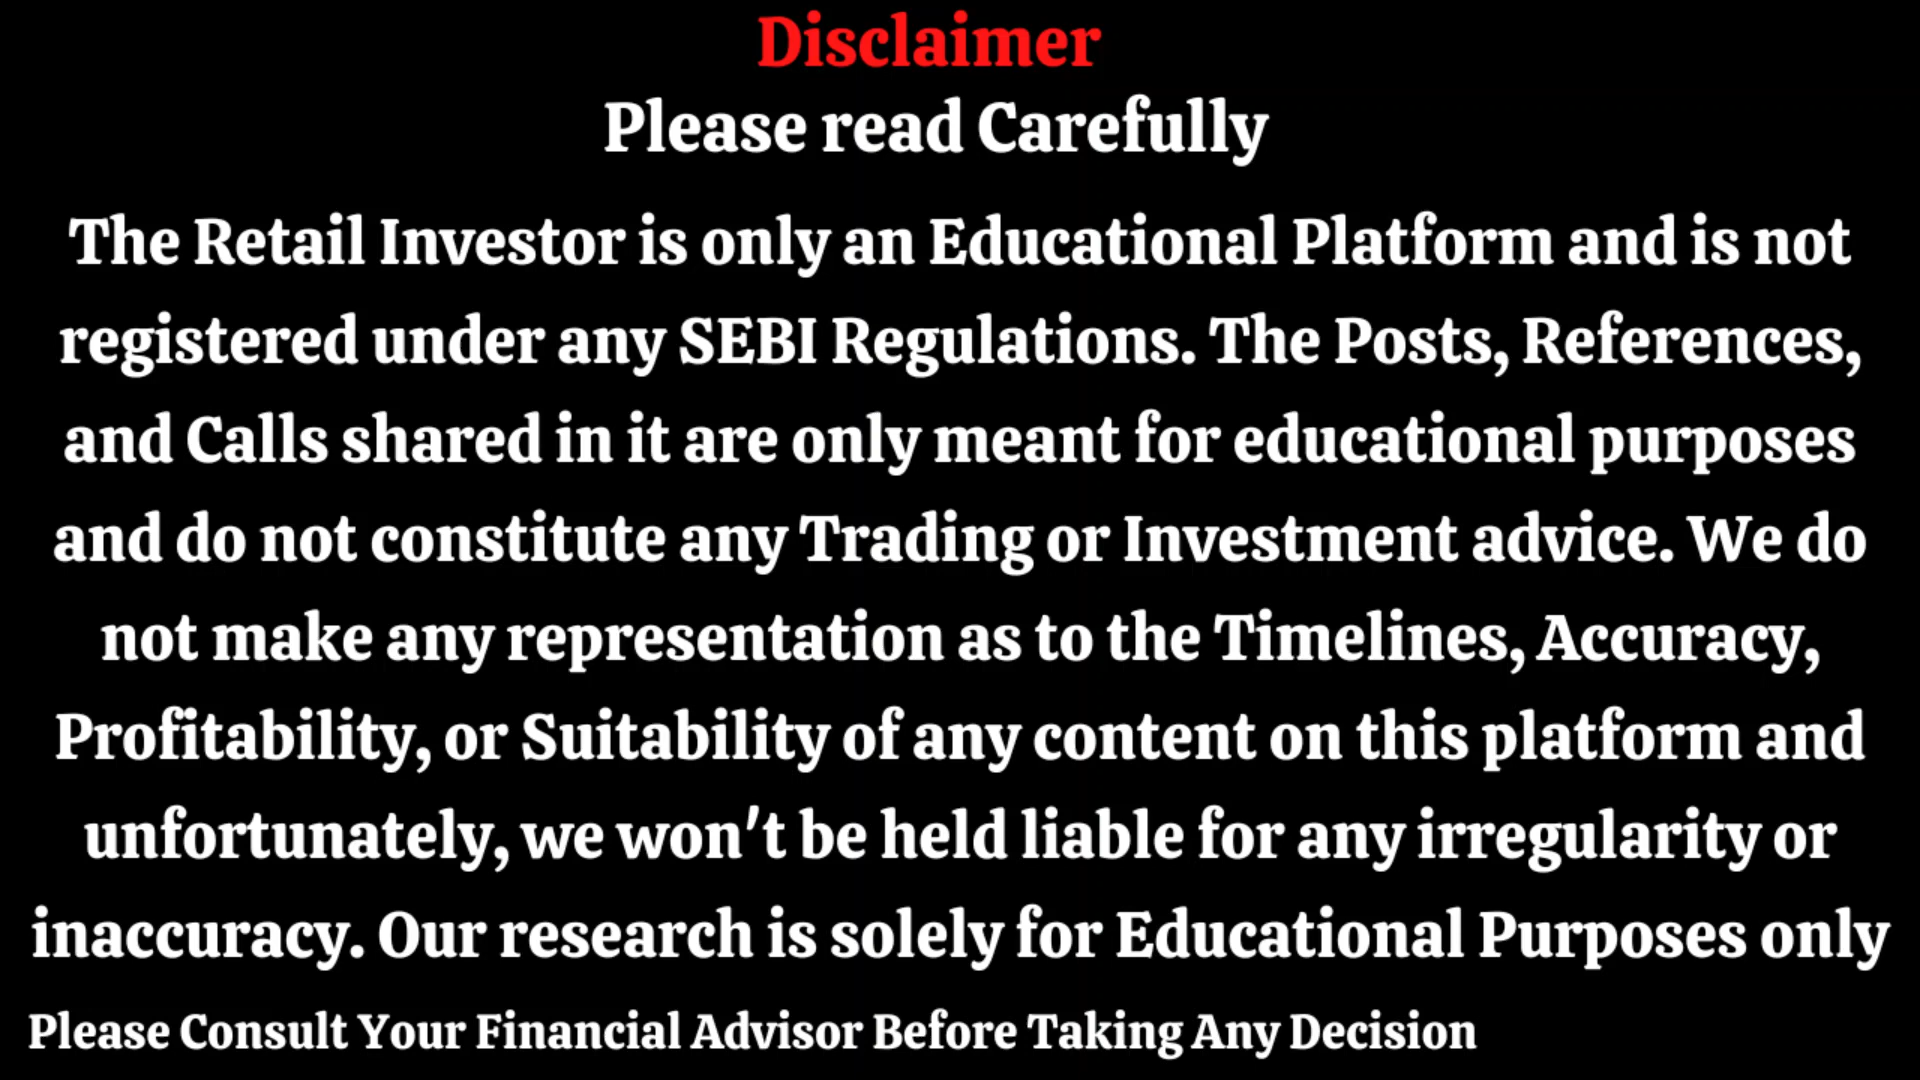 Disclaimer
Please read Carefully
The Retail Investor is only an Educational Platform and is not
registered under any SEBI Regulations. The Posts, References,
and Calls shared in it are only meant for educational purposes
and do not constitute any Trading or Investment advice. We do
not make any representation as to the Timelines, Accuracy,
Profitability, or Suitability of any content on this platform and
unfortunately, we won't be held liable for any irregularity or
inaccuracy. Our research is solely for Educational Purposes only
Please Consult Your Financial Advisor Before Taking Any Decision